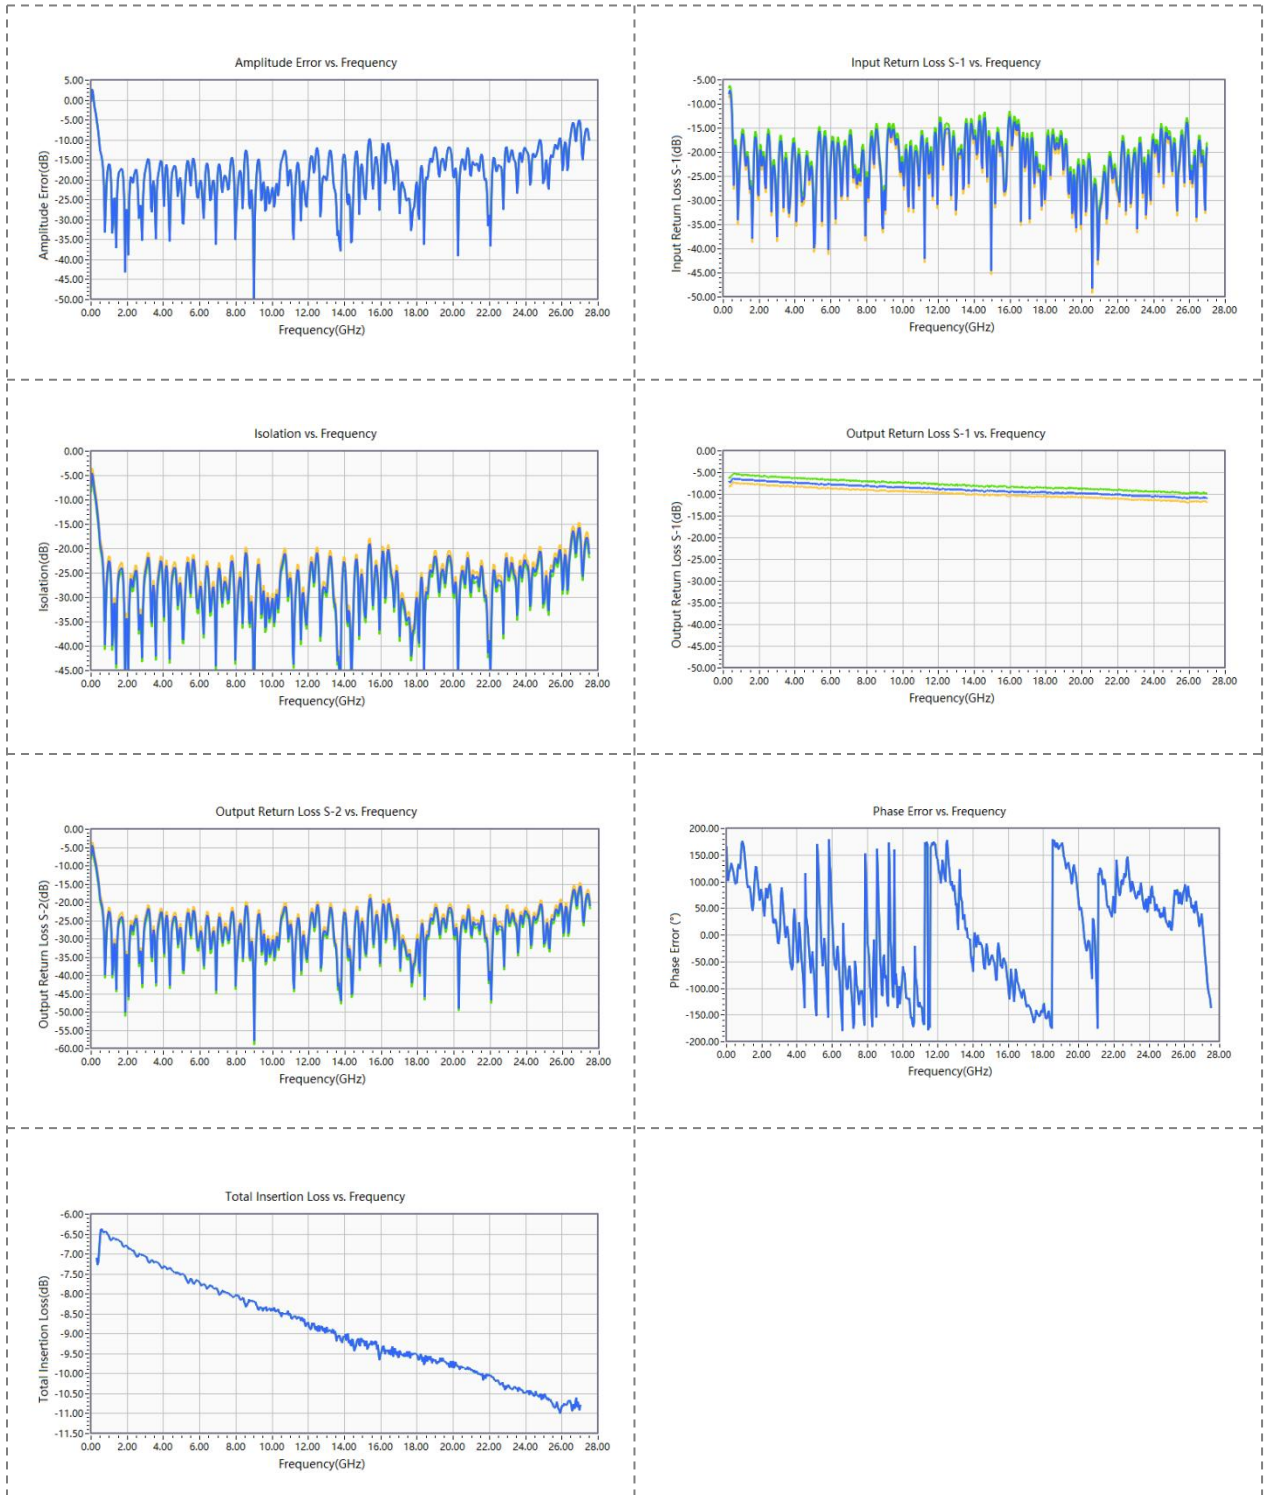 Amplitude Error vs. Frequency
5.00
0.00
-5.00
-10.00
-15.00
-20.00
-25.00
-30.00
-35.00
-40.00
-45.00
-50.00
Amplitude Error(dB)
0.00 2.00 4.00 6.00 8.00 10.00 12.00 14.00 16.00 18.00 20.00 22.00 24.00 26.00 28.00
Frequency(GHz)
Input Return Loss S-1 vs. Frequency
-5.00
-10.00
-15.00
-20.00
-25.00
-30.00
-35.00
-40.00
-45.00
-50.00
Input Return Loss S-1(dB)
0.00 2.00 4.00 6.00 8.00 10.00 12.00 14.00 16.00 18.00 20.00 22.00 24.00 26.00 28.00
Frequency(GHz)
Isolation vs. Frequency
0.00
-5.00
-10.00
-15.00
-20.00
-25.00
-30.00
-35.00
-40.00
-45.00
Isolation(dB)
0.00 2.00 4.00 6.00 8.00 10.00 12.00 14.00 16.00 18.00 20.00 22.00 24.00 26.00 28.00
Frequency(GHz)
Output Return Loss S-1 vs. Frequency
0.00
-5.00
-10.00
-15.00
-20.00
-25.00
-30.00
-35.00
-40.00
-45.00
-50.00
Output Return Loss S-1(dB)
0.00 2.00 4.00 6.00 8.00 10.00 12.00 14.00 16.00 18.00 20.00 22.00 24.00 26.00 28.00
Frequency(GHz)
Output Return Loss S-2 vs. Frequency
0.00
-5.00
-10.00
-15.00
-20.00
-25.00
-30.00
-35.00
-40.00
-45.00
-50.00
-55.00
-60.00
Output Return Loss S-2(dB)
0.00 2.00 4.00 6.00 8.00 10.00 12.00 14.00 16.00 18.00 20.00 22.00 24.00 26.00 28.00
Frequency(GHz)
Phase Error vs. Frequency
200.00
150.00
100.00
50.00
0.00
-50.00
-100.00
-150.00
-200.00
Phase Error (°)
0.00 2.00 4.00 6.00 8.00 10.00 12.00 14.00 16.00 18.00 20.00 22.00 24.00 26.00 28.00
Frequency(GHz)
Total Insertion Loss vs. Frequency
-6.00
-6.50
-7.00
-7.50
-8.00
-8.50
-9.00
-9.50
-10.00
-10.50
-11.00
-11.50
Total Insertion Loss(dB)
0.00 2.00 4.00 6.00 8.00 10.00 12.00 14.00 16.00 18.00 20.00 22.00 24.00 26.00 28.00
Frequency(GHz)